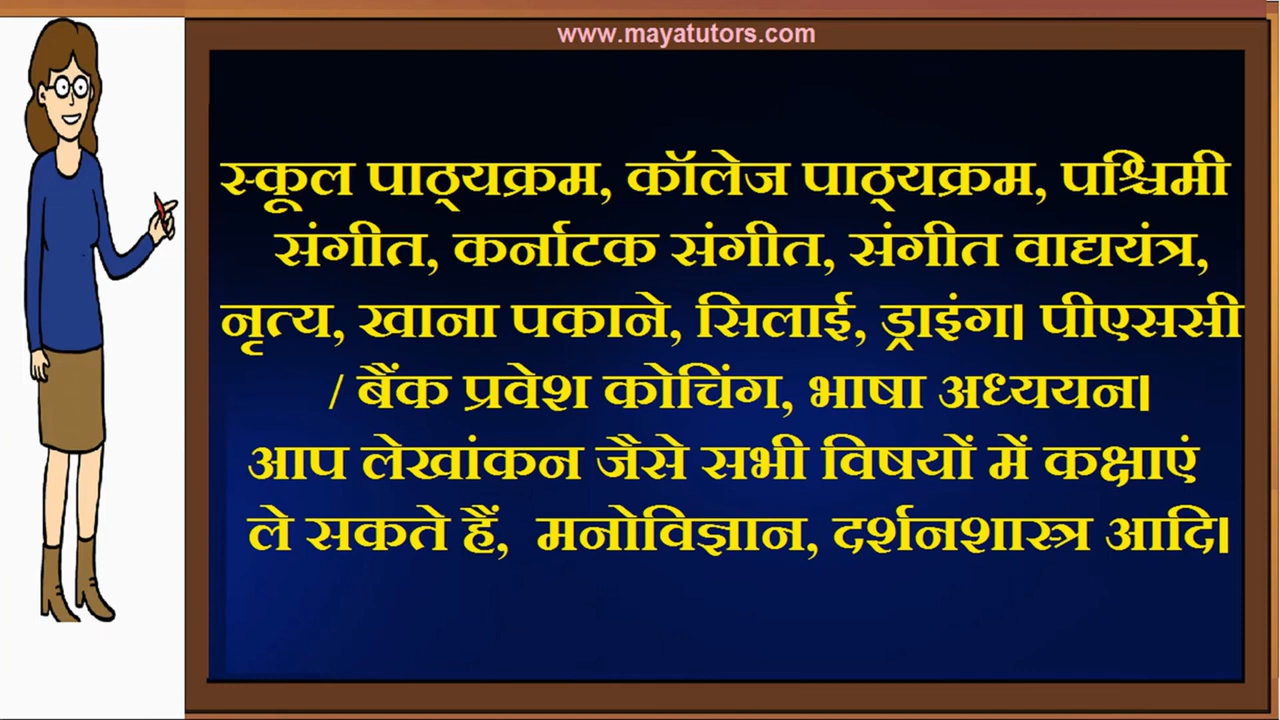 www.mayatutors.com
स्कूल पाठ्यक्रम, कॉलेज पाठ्यक्रम, पश्चिमी
संगीत, कर्नाटक संगीत, संगीत वाद्ययंत्र,
नृत्य, खाना पकाने, सिलाई, ड्राइंग। पीएससी
/ बैंक प्रवेश कोचिंग, भाषा अध्ययन।
आप लेखांकन जैसे सभी विषयों में कक्षाएं
ले सकते हैं, मनोविज्ञान, दर्शनशास्त्र आदि।